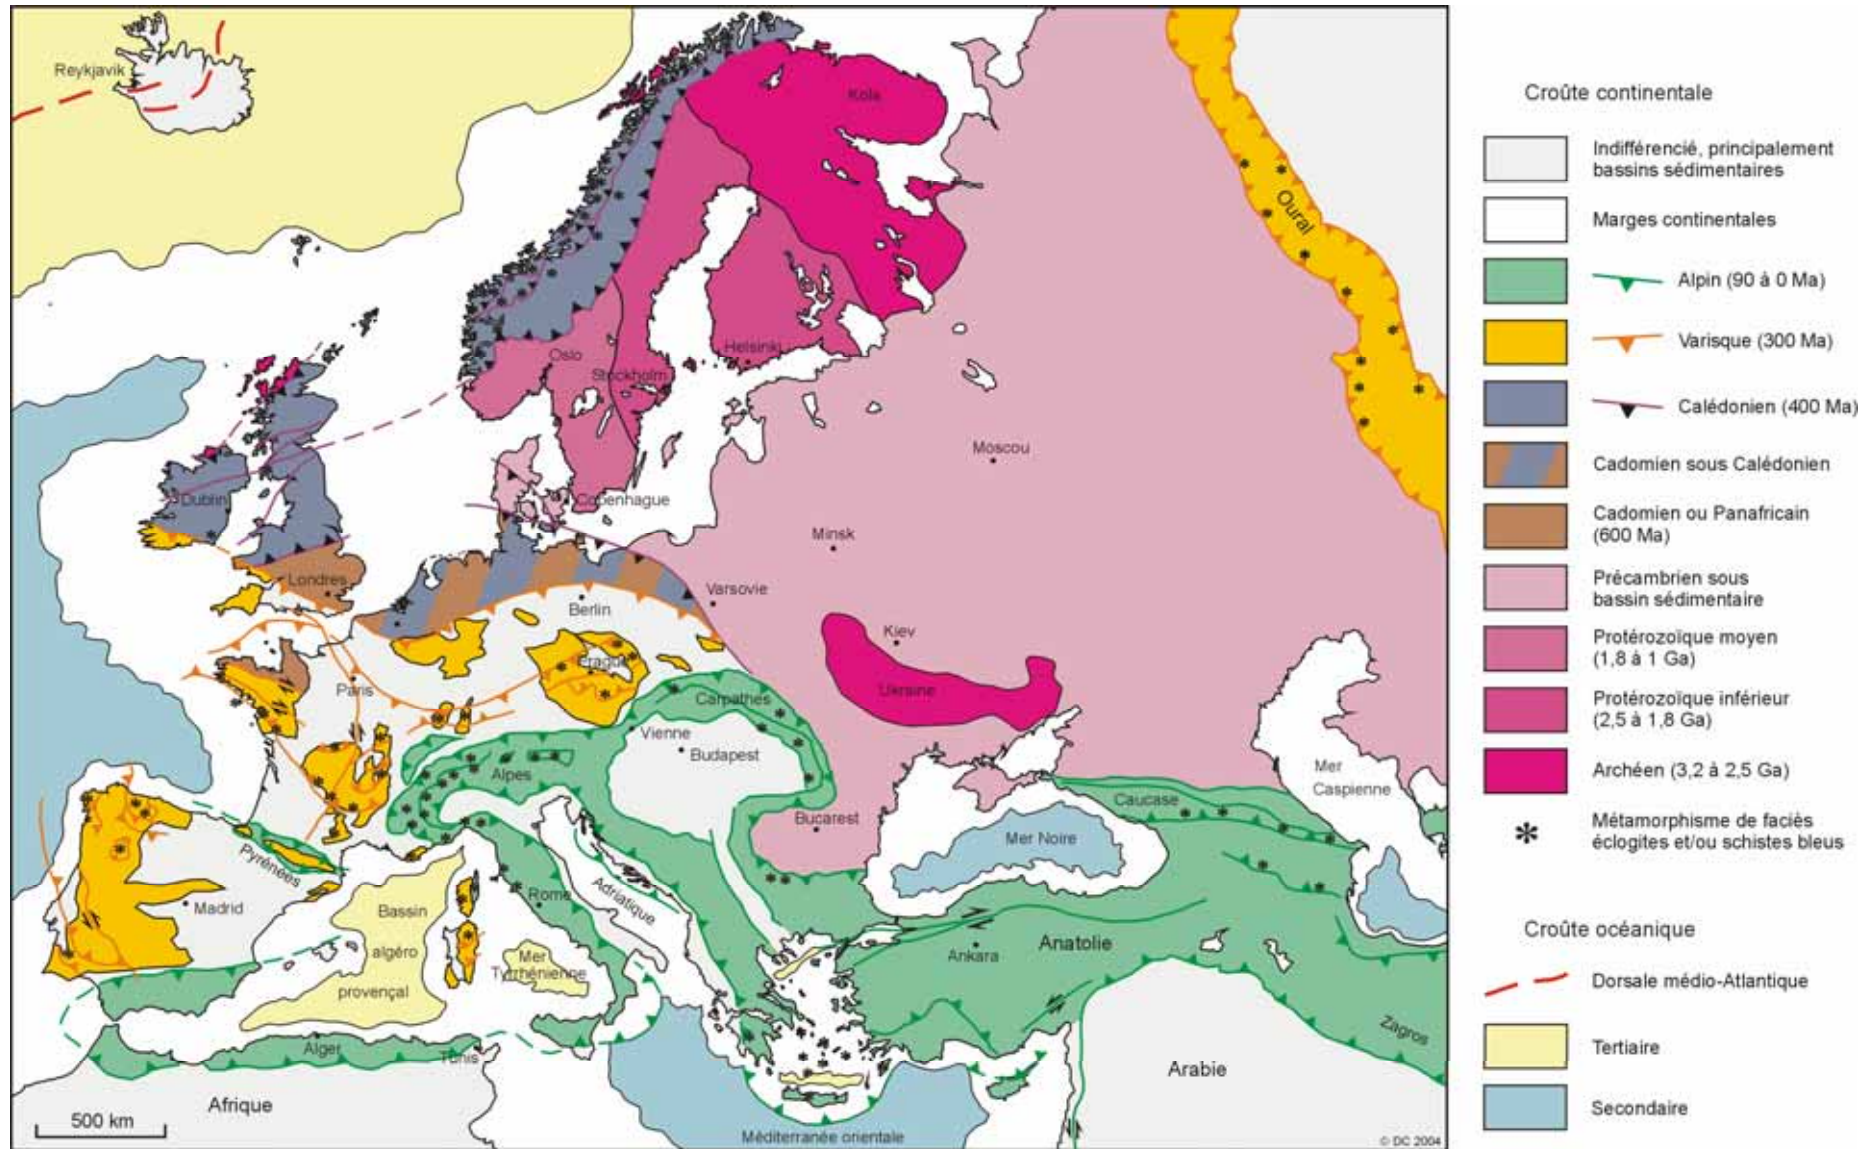 Reykjavik
Kola
Oural
Oslo
Helsinki
Stockholm
Moscou
Dublin
Copenhague
Minsk
Londres
Varsovie
Berlin
Kiev
Prague
Paris
Ukraine
Carpathes
Vienne
Budapest
Alpes
Mer
Caspienne
Caucase
Bucarest
Mer Noire
Pyrénées
Madrid
Bassin
algéro
provençal
Rome
Adriatique
Mer
Tyrrhénienne
Ankara
Anatolie
Zagros
Alger
Tunis
Arabie
Afrique
500 km
Méditerranée orientale
© DC 2004
Croûte continentale
Indifférencié, principalement
bassins sédimentaires
Marges continentales
Alpin (90 à 0 Ma)
Varisque (300 Ma)
Calédonien (400 Ma)
Cadomien sous Calédonien
Cadomien ou Panafricain
(600 Ma)
Précambrien sous
bassin sédimentaire
Protérozoïque moyen
(1,8 à 1 Ga)
Protérozoïque inférieur
(2,5 à 1,8 Ga)
Archéen (3,2 à 2,5 Ga)
Métamorphisme de faciès
éclogites et/ou schistes bleus
Croûte océanique
Dorsale médio-Atlantique
Tertiaire
Secondaire